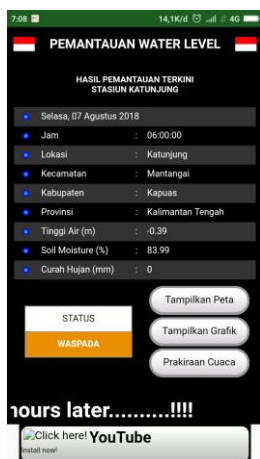 7:08 14,1K/d 4G
PEMANTAUAN WATER LEVEL
HASIL PEMANTAUAN TERKINI
STASIUN KATUNJUNG
Selasa, 07 Agustus 2018
Jam : 06:00:00
Lokasi : Katunjung
Kecamatan : Mantangai
Kabupaten : Kapuas
Provinsi : Kalimantan Tengah
Tinggi Air (m) : -0.39
Soil Moisture (%) : 83.99
Curah Hujan (mm) : 0
STATUS
WASPADA
Tampilkan Peta
Tampilkan Grafik
Prakiraan Cuaca
hours later..........!!!!
Click here! YouTube
Install now!